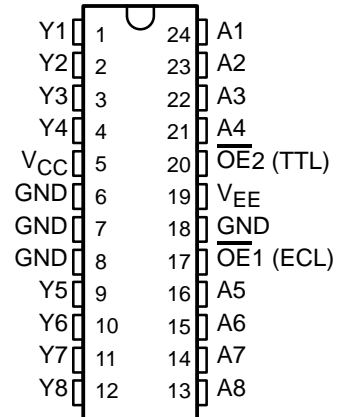 Y1 1 24 A1
Y2 2 23 A2
Y3 3 22 A3
Y4 4 21 A4
VCC 5 20 OE2 (TTL)
GND 6 19 VEE
GND 7 18 GND
GND 8 17 OE1 (ECL)
Y5 9 16 A5
Y6 10 15 A6
Y7 11 14 A7
Y8 12 13 A8